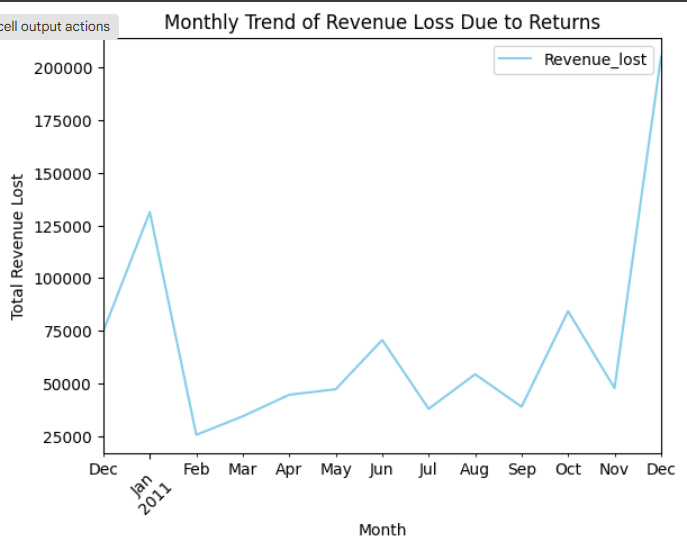 cell output actions
Monthly Trend of Revenue Loss Due to Returns
Revenue_lost
200000
175000
150000
125000
100000
75000
50000
25000
Total Revenue Lost
Dec Jan Feb Mar Apr May Jun Jul Aug Sep Oct Nov Dec
2011
Month